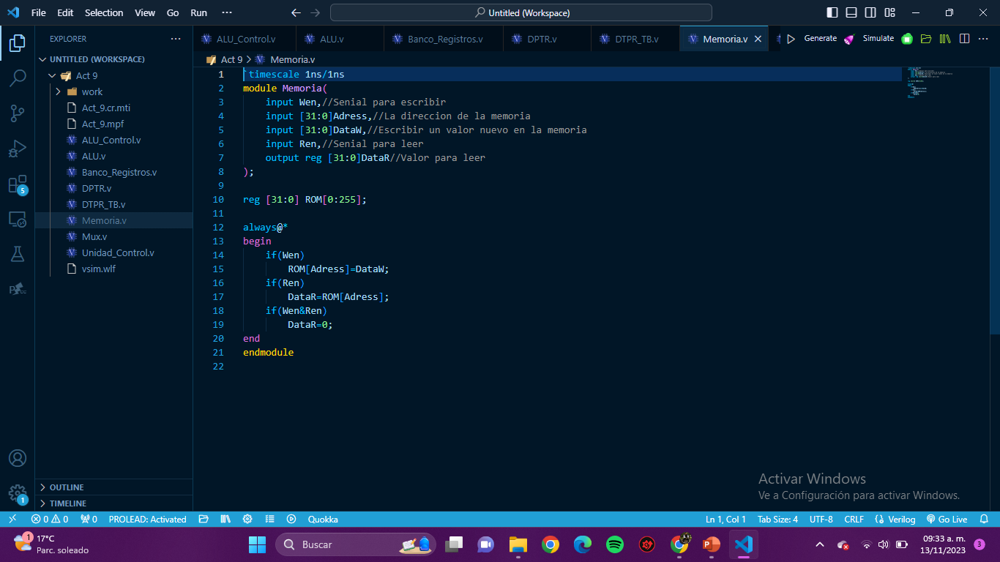 File Edit Selection View Go Run ···
Untitled (Workspace)
EXPLORER
UNTITLED (WORKSPACE)
Act 9
work
Act_9.cr.mti
Act_9.mpf
ALU_Control.v
ALU.v
Banco_Registros.v
DPTR.v
DTPR_TB.v
Memoria.v
Mux.v
Unidad_Control.v
vsim.wlf
OUTLINE
TIMELINE
5
1
ALU_Control.v ALU.v Banco_Registros.v DPTR.v DTPR_TB.v Memoria.v Generate Simulate
Act 9 > Memoria.v
1 `timescale 1ns/1ns
2 module Memoria(
3 input Wen,//Senial para escribir
4 input [31:0]Adress,//La direccion de la memoria
5 input [31:0]DataW,//Escribir un valor nuevo en la memoria
6 input Ren,//Senial para leer
7 output reg [31:0]DataR//Valor para leer
8 );
9
10 reg [31:0] ROM[0:255];
11
12 always@*
13 begin
14 if(Wen)
15 ROM[Adress]=DataW;
16 if(Ren)
17 DataR=ROM[Adress];
18 if(Wen&Ren)
19 DataR=0;
20 end
21 endmodule
22
Activar Windows
Ve a Configuración para activar Windows.
0 0 0 PROLEAD: Activated Quokka Ln 1, Col 1 Tab Size: 4 UTF-8 CRLF Verilog Go Live
1
17°C
Parc. soleado
Buscar
09:33 a. m.
13/11/2023
3